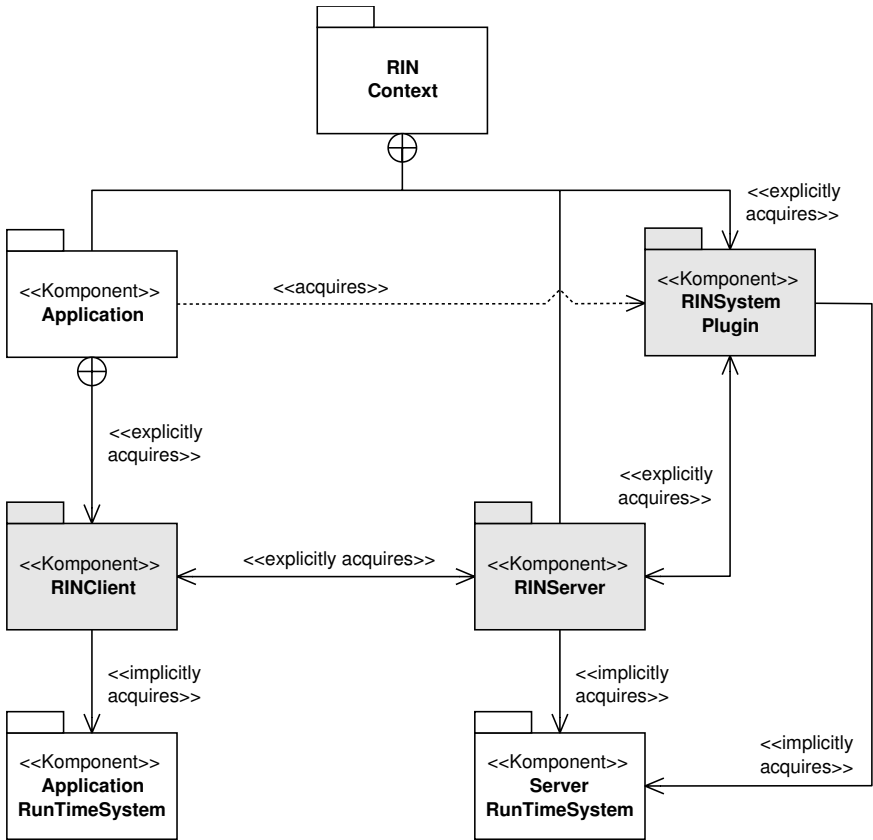 RIN
Context
<<explicitly
acquires>>
<<Komponent>>
Application
<<acquires>>
<<Komponent>>
RINSystem
Plugin
<<explicitly
acquires>>
<<explicitly
acquires>>
<<Komponent>>
RINClient
<<explicitly acquires>>
<<Komponent>>
RINServer
<<implicitly
acquires>>
<<implicitly
acquires>>
<<implicitly
acquires>>
<<Komponent>>
Application
RunTimeSystem
<<Komponent>>
Server
RunTimeSystem